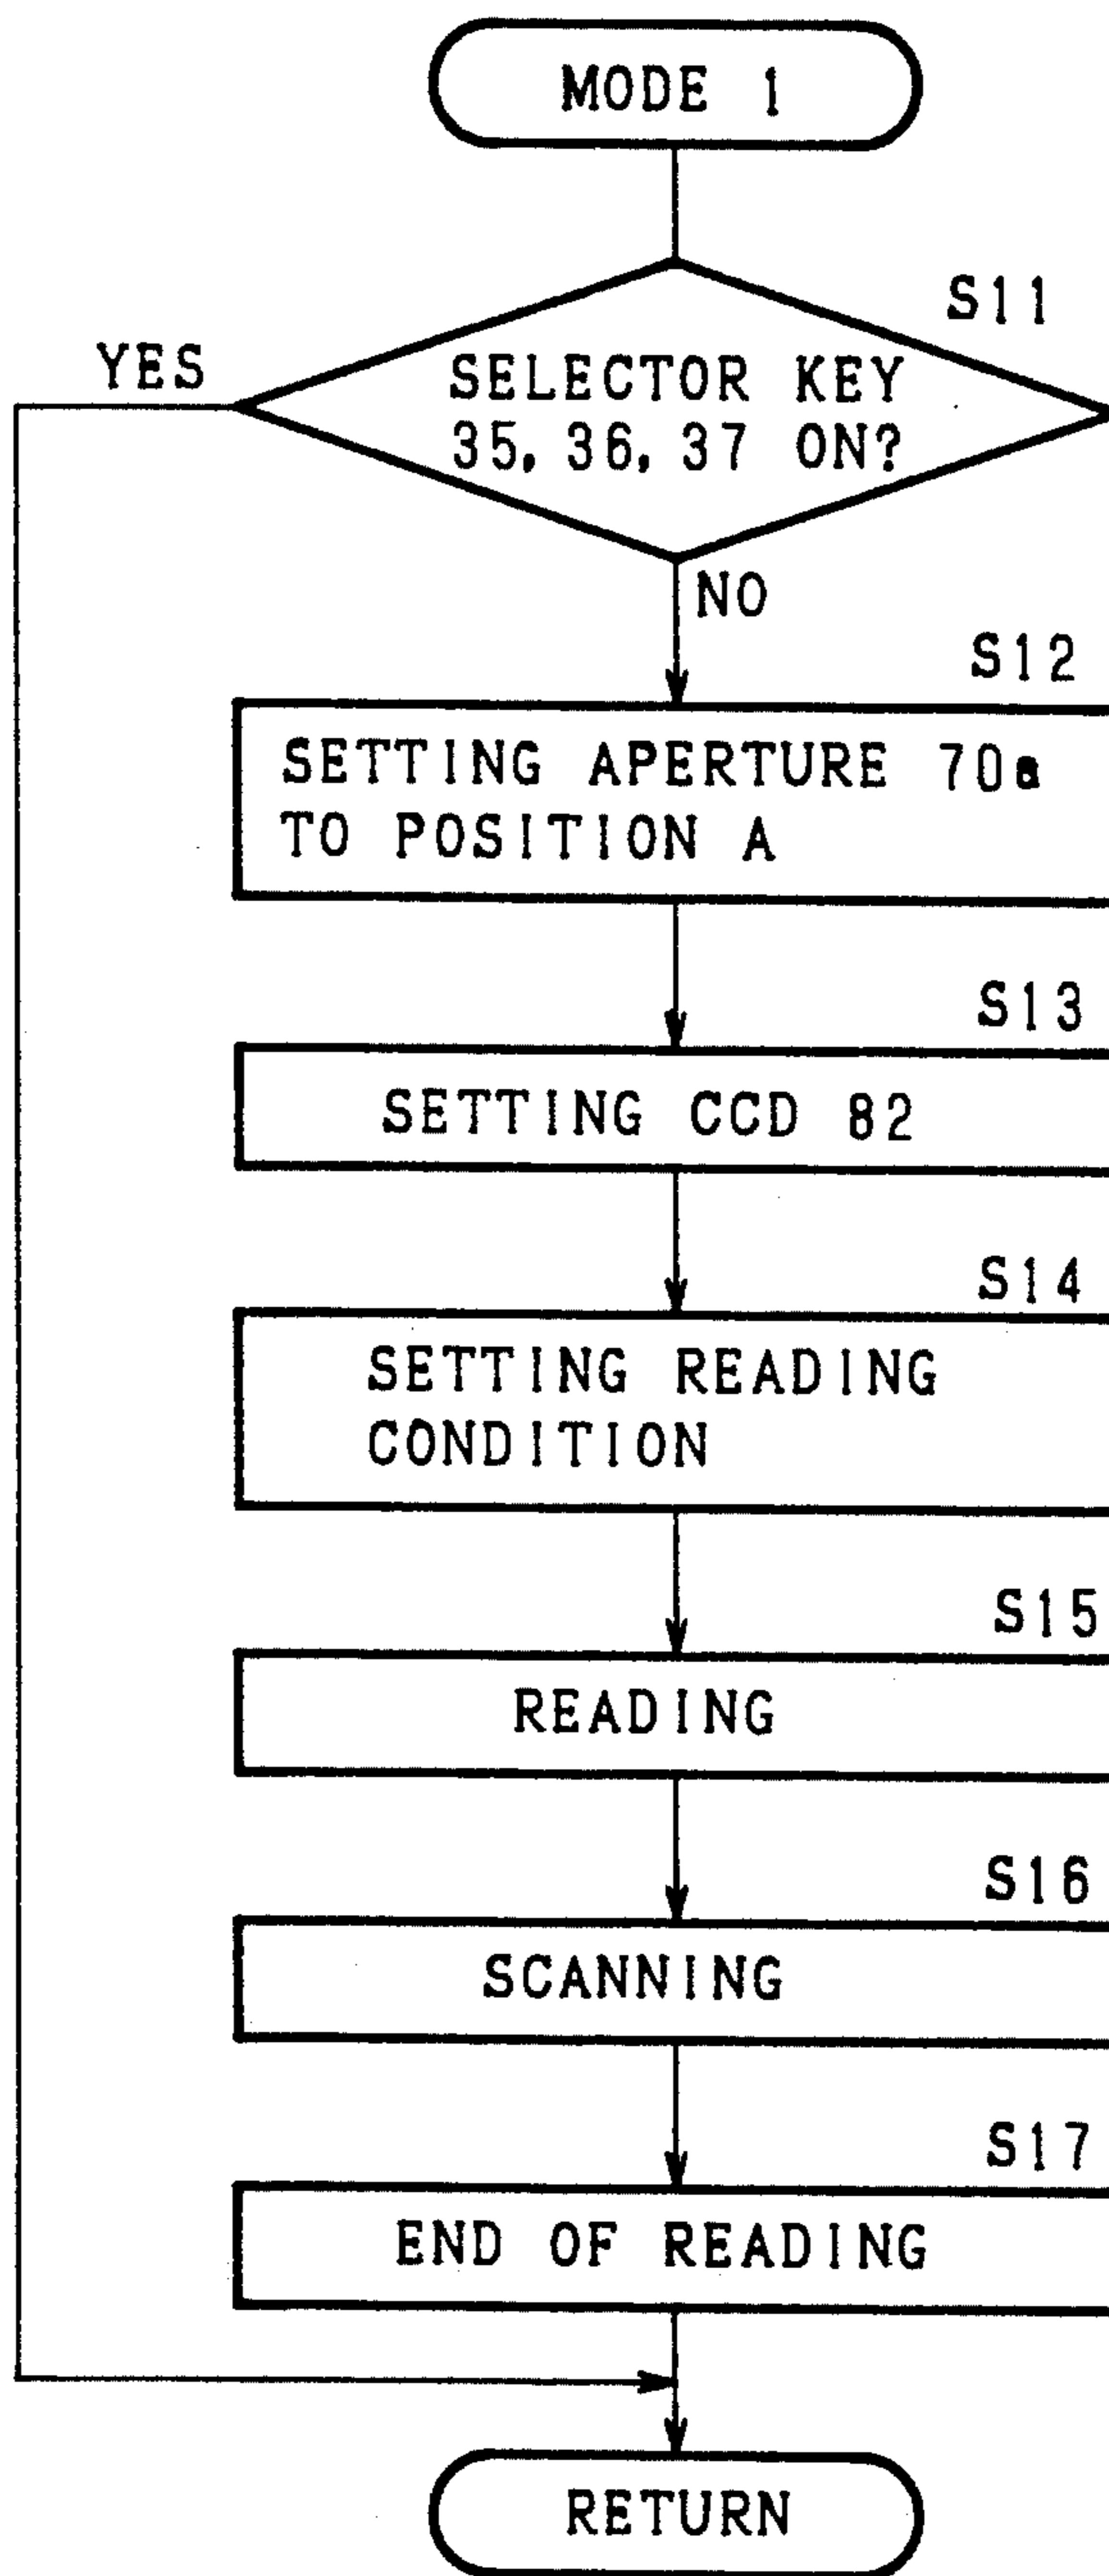 MODE 1
S11
YES
SELECTOR KEY
35, 36, 37 ON?
NO
S12
SETTING APERTURE 70a
TO POSITION A
S13
SETTING CCD 82
S14
SETTING READING
CONDITION
S15
READING
S16
SCANNING
S17
END OF READING
RETURN